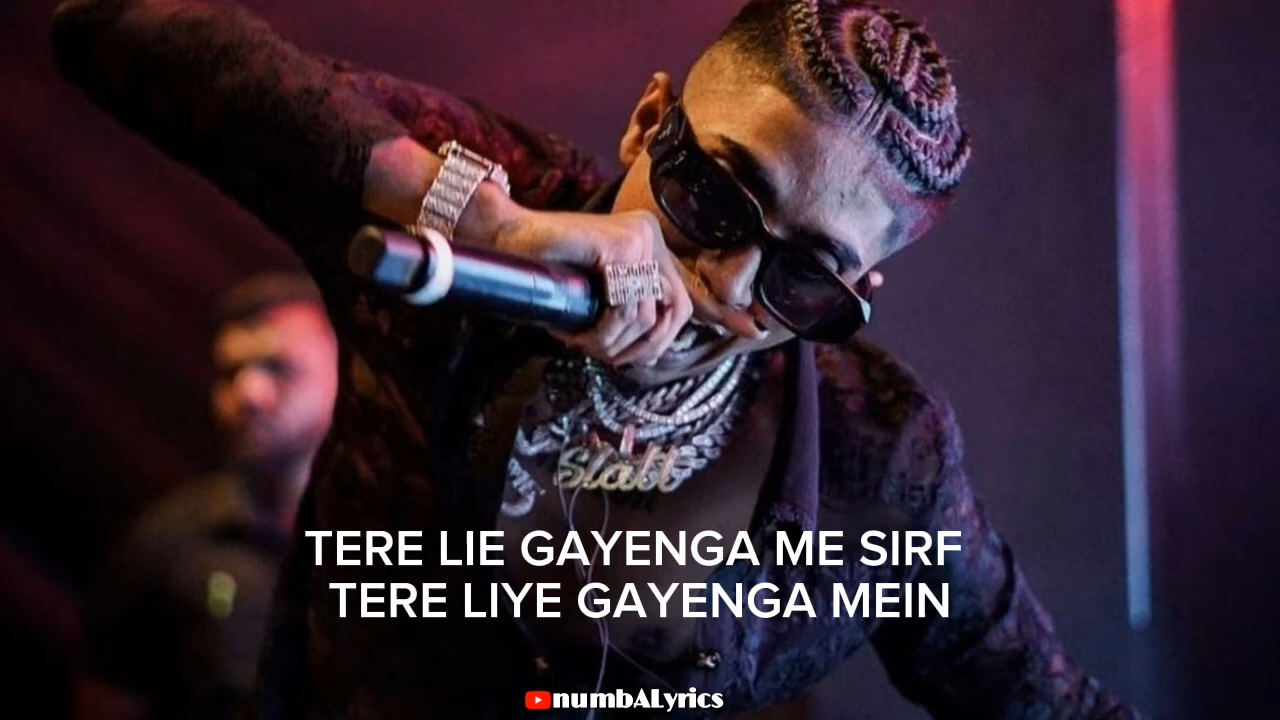 Slatt
TERE LIE GAYENGA ME SIRF
TERE LIYE GAYENGA MEIN
numbALyrics